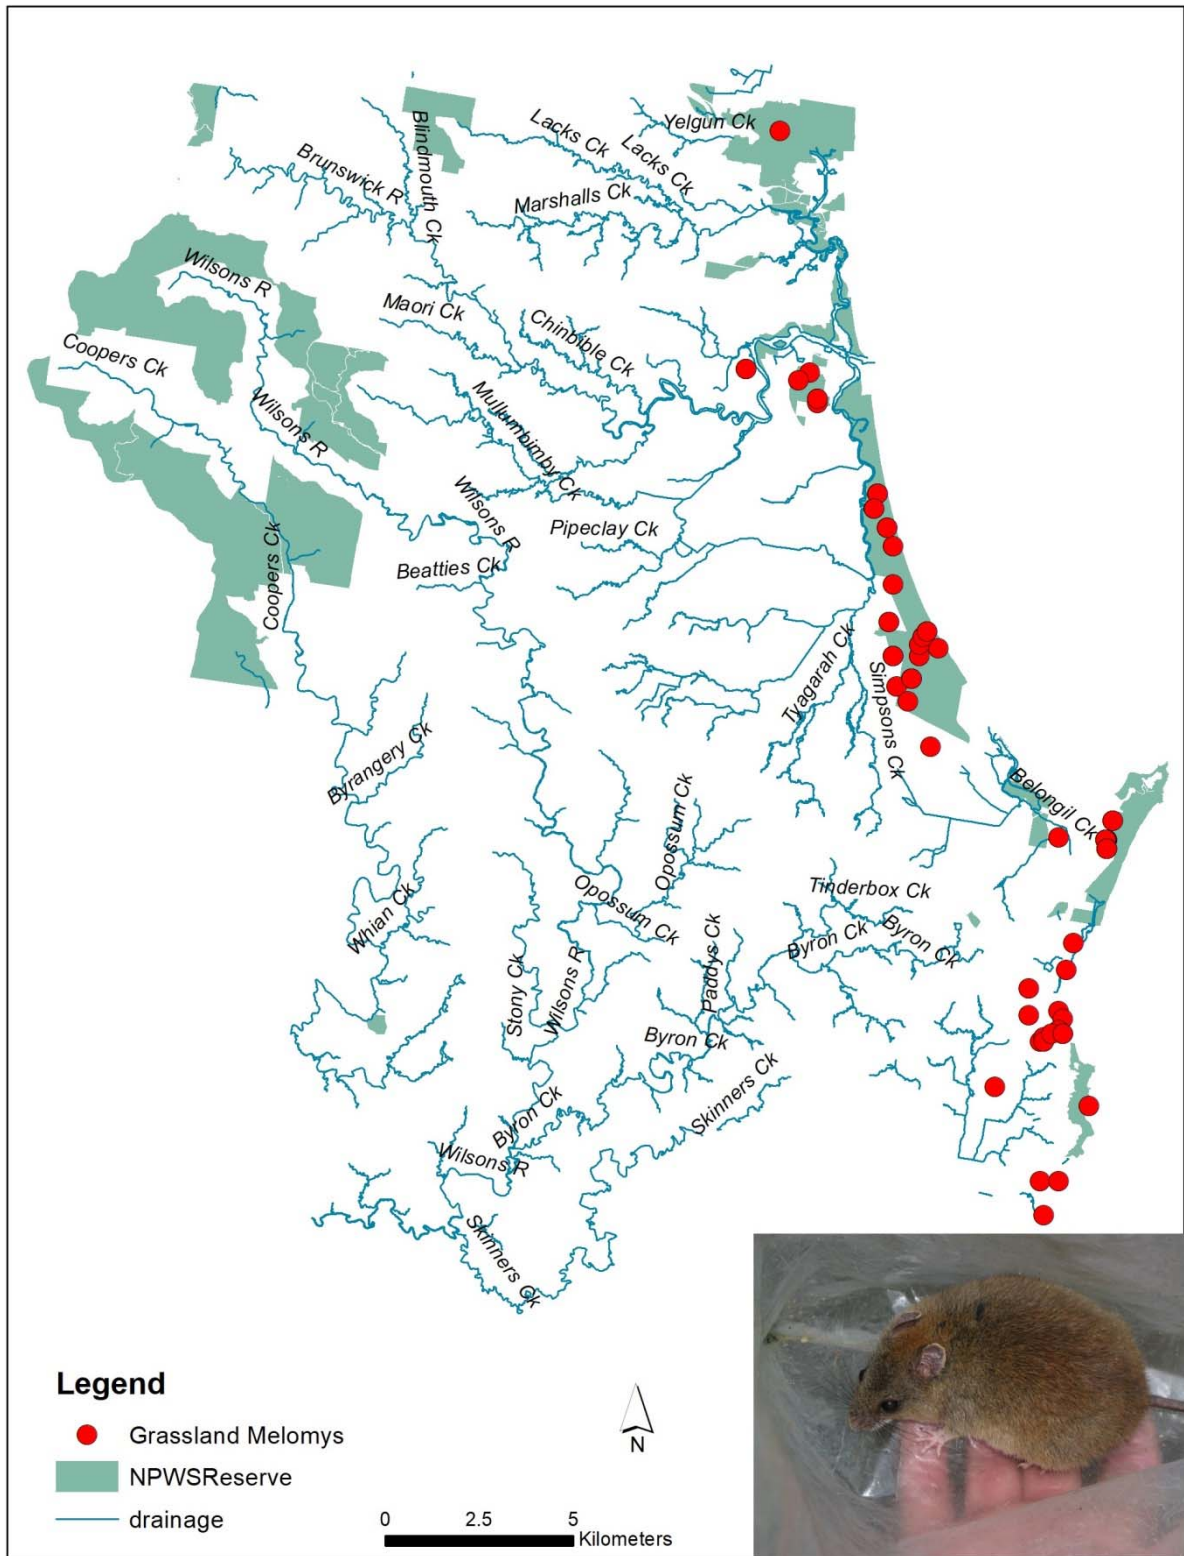 Yelgun Ck
Lacks Ck
Lacks Ck
Blindmouth Ck
Brunswick R
Marshalls Ck
Wilsons R
Maori Ck
Chinbible Ck
Coopers Ck
Wilsons R
Mullumbimby Ck
Wilsons R
Pipeclay Ck
Beatties Ck
Coopers Ck
Tyagarah Ck
Simpsons Ck
Byrangery Ck
Belongil Ck
Opossum Ck
Tinderbox Ck
Opossum Ck
Whian Ck
Byron Ck
Byron Ck
Paddys Ck
Stony Ck
Wilsons R
Byron Ck
Skinners Ck
Byron Ck
Wilsons R
Skinners Ck
Legend
Grassland Melomys
NPWSReserve
drainage
N
0 2.5 5
Kilometers